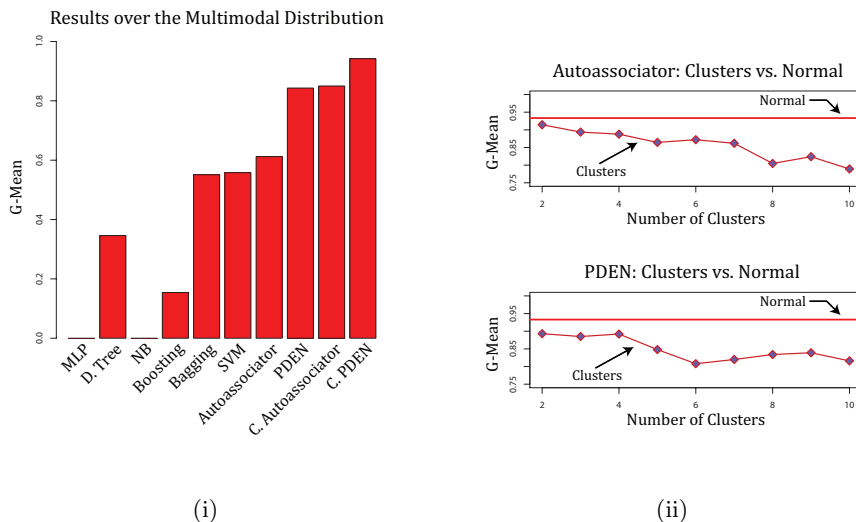 Results over the Multimodal Distribution
G-Mean
1.0
0.8
0.6
0.4
0.2
0.0
MLP
D. Tree
NB
Boosting
Bagging
SVM
Autoassociator
PDEN
C. Autoassociator
C. PDEN
(i)
Autoassociator: Clusters vs. Normal
G-Mean
0.95
0.85
0.75
Normal
Clusters
2 4 6 8 10
Number of Clusters
PDEN: Clusters vs. Normal
G-Mean
0.95
0.85
0.75
Normal
Clusters
2 4 6 8 10
Number of Clusters
(ii)